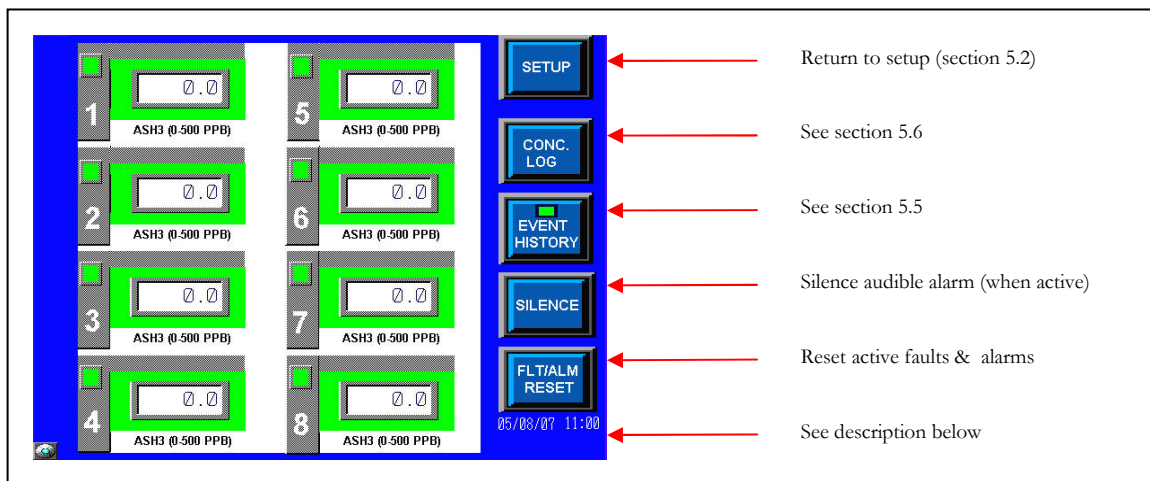 1
0.0
ASH3 (0-500 PPB)
2
0.0
ASH3 (0-500 PPB)
3
0.0
ASH3 (0-500 PPB)
4
0.0
ASH3 (0-500 PPB)
5
0.0
ASH3 (0-500 PPB)
6
0.0
ASH3 (0-500 PPB)
7
0.0
ASH3 (0-500 PPB)
8
0.0
ASH3 (0-500 PPB)
SETUP
CONC.
LOG
EVENT
HISTORY
SILENCE
FLT/ALM
RESET
05/08/07 11:00
Return to setup (section 5.2)
See section 5.6
See section 5.5
Silence audible alarm (when active)
Reset active faults & alarms
See description below